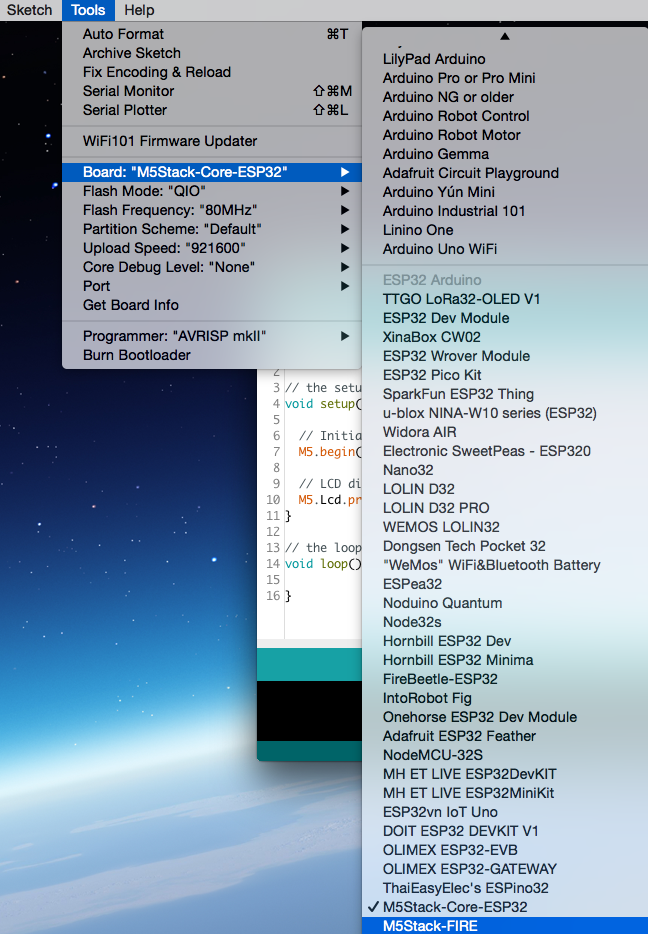 Sketch Tools Help
Auto Format ⌘T
Archive Sketch
Fix Encoding & Reload
Serial Monitor ⇧⌘M
Serial Plotter ⇧⌘L
WiFi101 Firmware Updater
Board: "M5Stack-Core-ESP32"
Flash Mode: "QIO"
Flash Frequency: "80MHz"
Partition Scheme: "Default"
Upload Speed: "921600"
Core Debug Level: "None"
Port
Get Board Info
Programmer: "AVRISP mkII"
Burn Bootloader
2
3 // the setu
4 void setup(
5
6 // Initia
7 M5.begin(
8
9 // LCD di
10 M5.Lcd.pr
11 }
12
13 // the loop
14 void loop()
15
16 }
LilyPad Arduino
Arduino Pro or Pro Mini
Arduino NG or older
Arduino Robot Control
Arduino Robot Motor
Arduino Gemma
Adafruit Circuit Playground
Arduino Yún Mini
Arduino Industrial 101
Linino One
Arduino Uno WiFi
ESP32 Arduino
TTGO LoRa32-OLED V1
ESP32 Dev Module
XinaBox CW02
ESP32 Wrover Module
ESP32 Pico Kit
SparkFun ESP32 Thing
u-blox NINA-W10 series (ESP32)
Widora AIR
Electronic SweetPeas - ESP320
Nano32
LOLIN D32
LOLIN D32 PRO
WEMOS LOLIN32
Dongsen Tech Pocket 32
"WeMos" WiFi&Bluetooth Battery
ESPea32
Noduino Quantum
Node32s
Hornbill ESP32 Dev
Hornbill ESP32 Minima
FireBeetle-ESP32
IntoRobot Fig
Onehorse ESP32 Dev Module
Adafruit ESP32 Feather
NodeMCU-32S
MH ET LIVE ESP32DevKIT
MH ET LIVE ESP32MiniKit
ESP32vn IoT Uno
DOIT ESP32 DEVKIT V1
OLIMEX ESP32-EVB
OLIMEX ESP32-GATEWAY
ThaiEasyElec's ESPino32
✓ M5Stack-Core-ESP32
M5Stack-FIRE